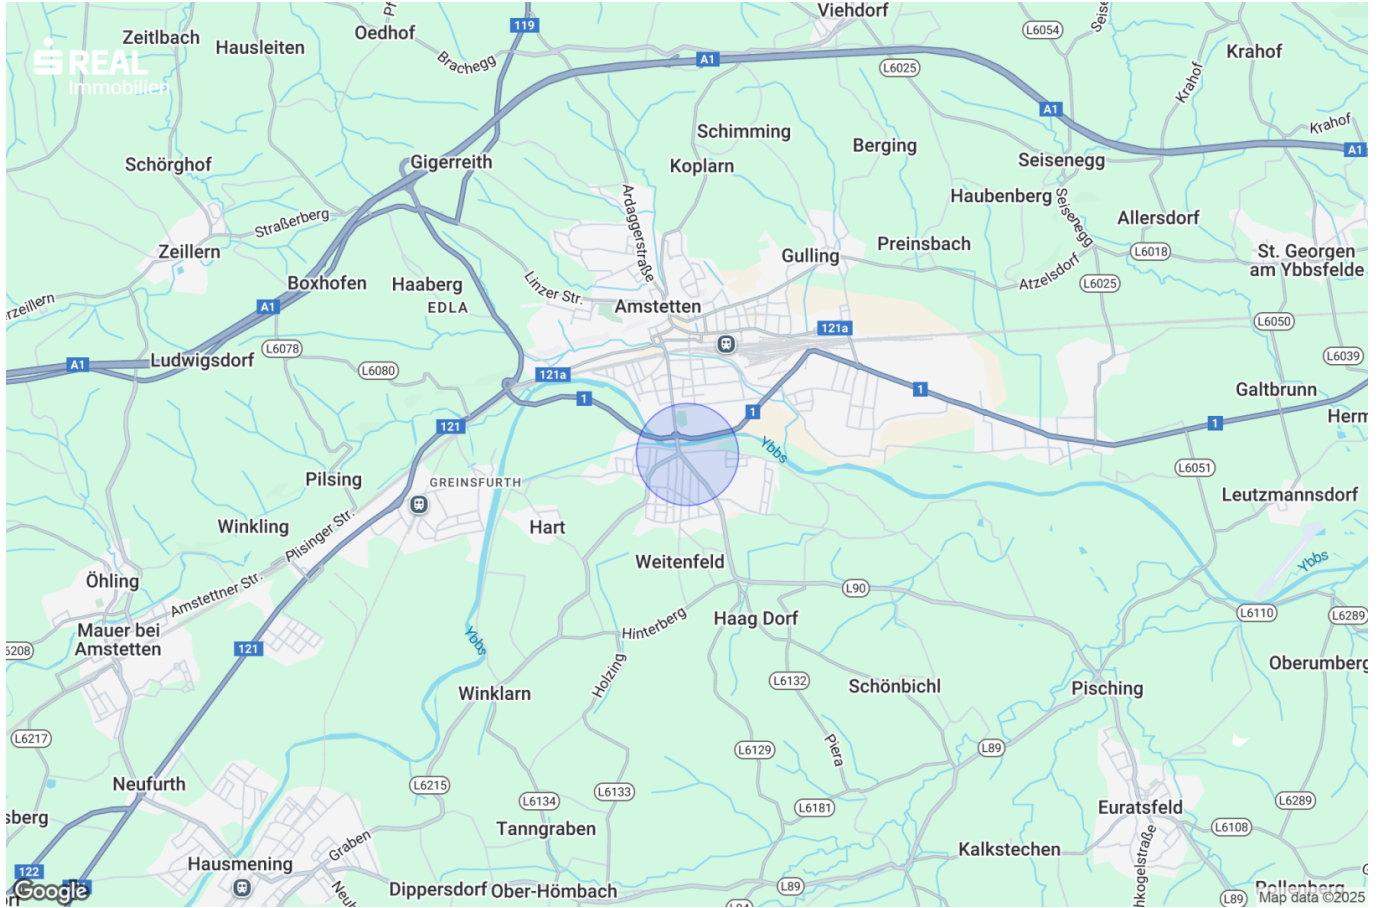 Zeitlbach
Hausleiten
Oedhof
119
Viehdorf
L6054
Krahof
REAL
Immobilien
Brachegg
A1
L6025
Krahof
A1
Krahof
A1
Schörghof
Gigerreith
Schimming
Koplarn
Berging
Seisenegg
Haubenberg
Seisenegg
Allersdorf
Ardaggerstraße
Straßerberg
Zeillern
Gulling
Preinsbach
L6018
St. Georgen
am Ybbsfelde
Boxhofen
Haaberg
EDLA
Linzer Str.
Atzelsdorf
L6025
A1
Amstetten
121a
L6050
Ludwigsdorf
L6078
L6080
A1
121a
1
1
1
L6039
Galtbrunn
121
1
Ybbs
L6051
Pilsing
GREINSFURTH
Leutzmannsdorf
Winkling
Plisinger Str.
Hart
Weitenfeld
Ybbs
Öhling
Amstettner Str.
L90
L6110
L6289
Mauer bei
Amstetten
121
Ybbs
Hinterberg
Haag Dorf
Oberumberg
Holzing
Winklarn
L6132
Schönbichl
Pisching
L6217
L6129
Piera
L89
Neufurth
L6215
L6134
L6133
L6181
Euratsfeld
L6289
L6108
Tanngraben
Graben
Hausmening
Kalkstechen
122
Dippersdorf
Ober-Hömbach
L89
L89
Google
Map data ©2025